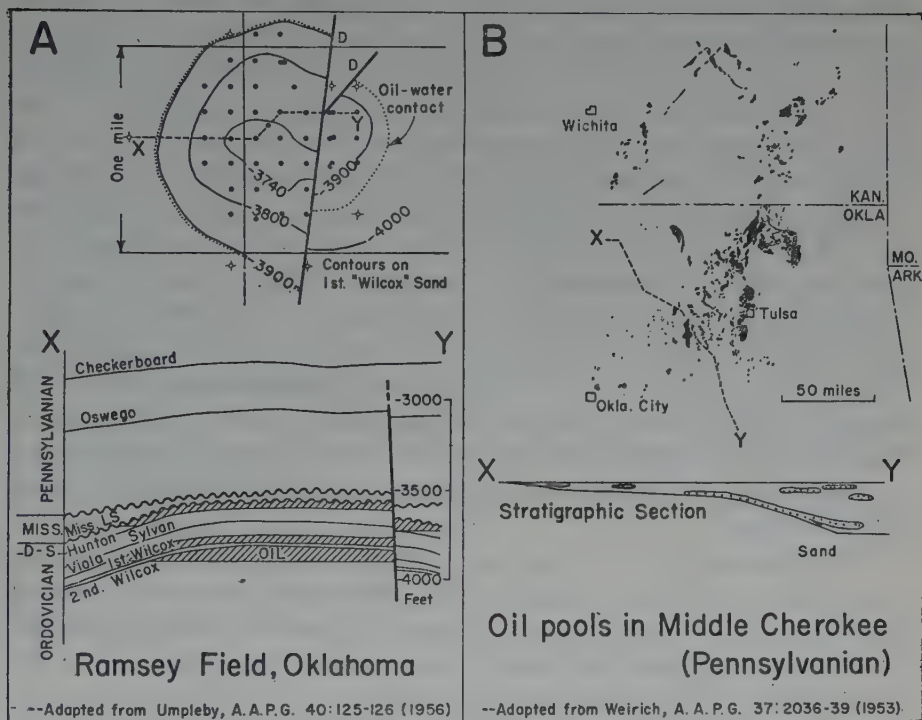 A
D
D
Oil-water
contact
One mile
X
Y
-3740
-3900
-3800
-4000
-3900
Contours on
1st. "Wilcox" Sand
X
Y
Checkerboard
-3000
Oswego
PENNSYLVANIAN
-3500
MISS.
Miss. LS
Hunton Sylvan
-D-S-
Viola 1st. Wilcox
OIL
2nd. Wilcox
-4000
Feet
ORDOVICIAN
Ramsey Field, Oklahoma
--Adapted from Umpleby, A.A.P.G. 40:125-126 (1956)
B
Wichita
KAN.
OKLA
X
MO.
ARK
Tulsa
50 miles
Okla. City
Y
X
Y
Stratigraphic Section
Sand
Oil pools in Middle Cherokee
(Pennsylvanian)
--Adapted from Weirich, A.A.P.G. 37:2036-39 (1953)